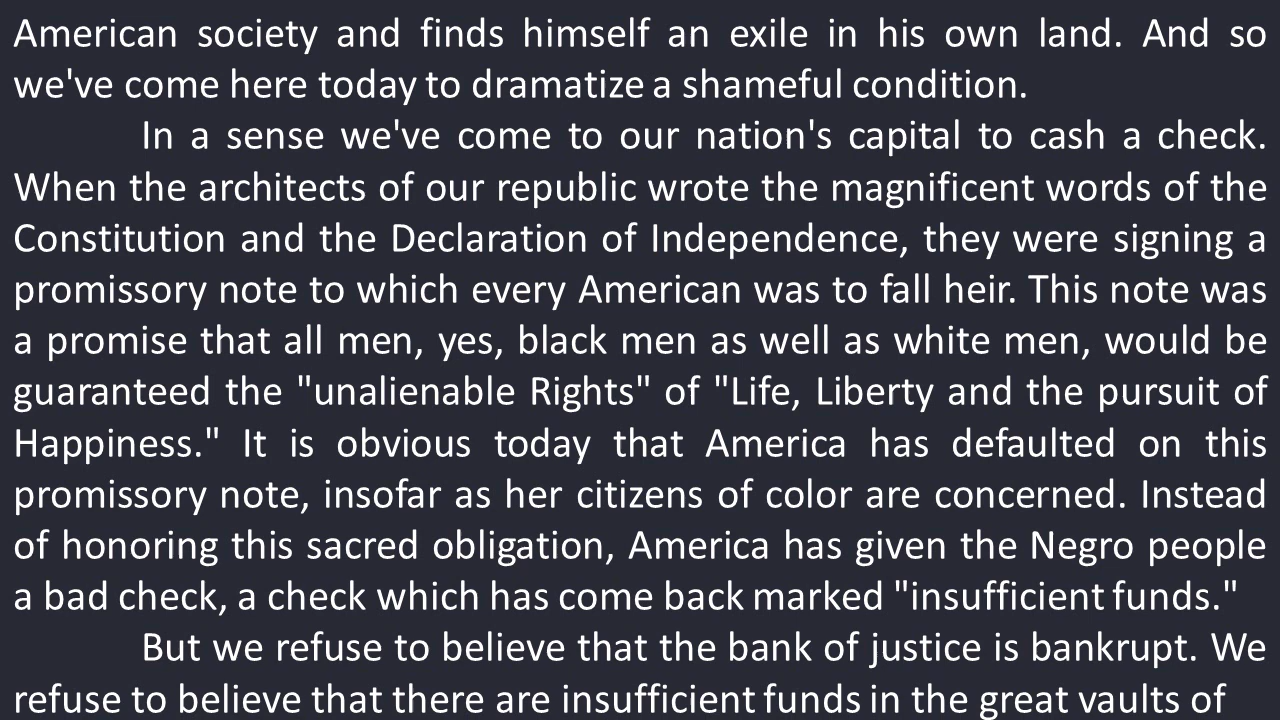 American society and finds himself an exile in his own land. And so
we've come here today to dramatize a shameful condition.
In a sense we've come to our nation's capital to cash a check.
When the architects of our republic wrote the magnificent words of the
Constitution and the Declaration of Independence, they were signing a
promissory note to which every American was to fall heir. This note was
a promise that all men, yes, black men as well as white men, would be
guaranteed the "unalienable Rights" of "Life, Liberty and the pursuit of
Happiness." It is obvious today that America has defaulted on this
promissory note, insofar as her citizens of color are concerned. Instead
of honoring this sacred obligation, America has given the Negro people
a bad check, a check which has come back marked "insufficient funds."
But we refuse to believe that the bank of justice is bankrupt. We
refuse to believe that there are insufficient funds in the great vaults of